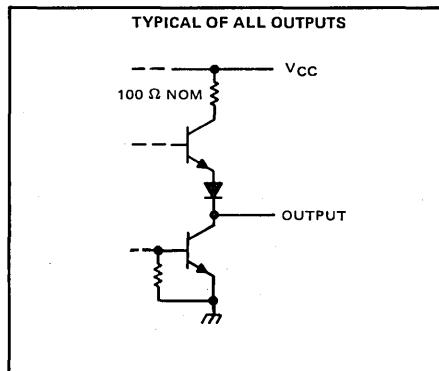 TYPICAL OF ALL OUTPUTS
VCC
100 Ω NOM
OUTPUT